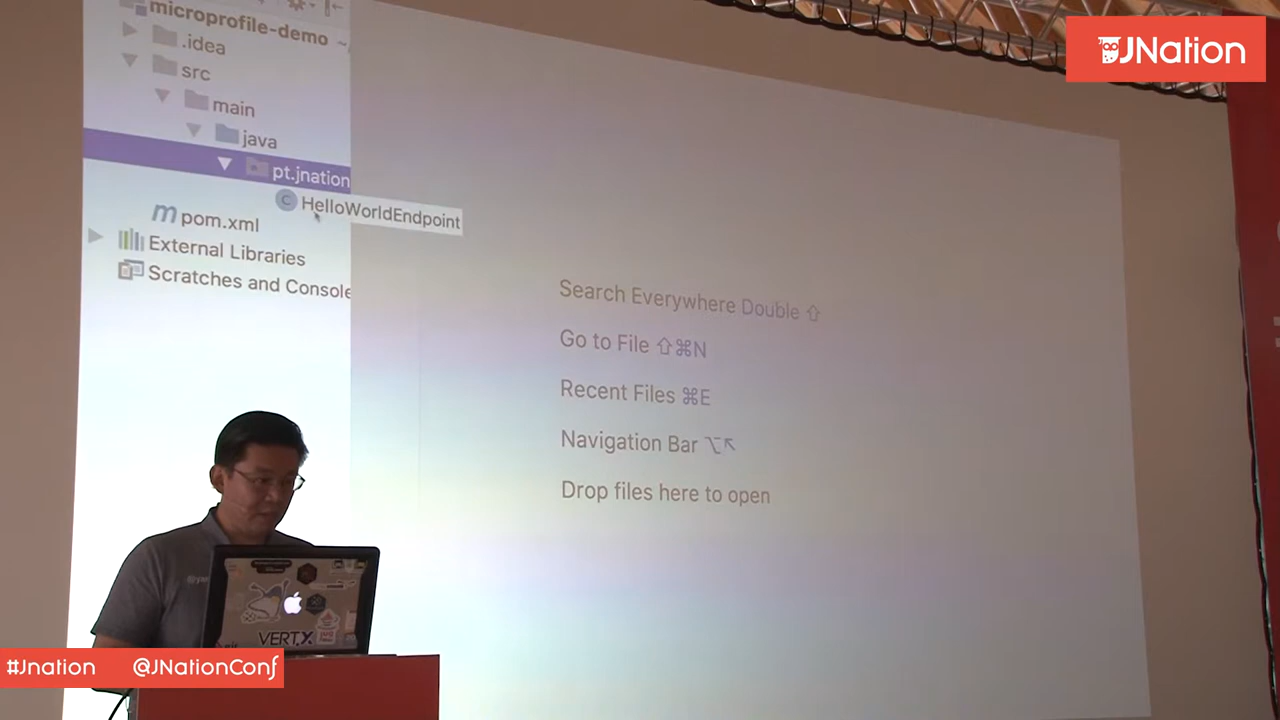 microprofile-demo
.idea
src
main
java
pt.jnation
HelloWorldEndpoint
pom.xml
External Libraries
Scratches and Console
Search Everywhere Double ⇧
Go to File ⇧⌘N
Recent Files ⌘E
Navigation Bar ⌥↖
Drop files here to open
JNation
VERT.X
#Jnation
@JNationConf